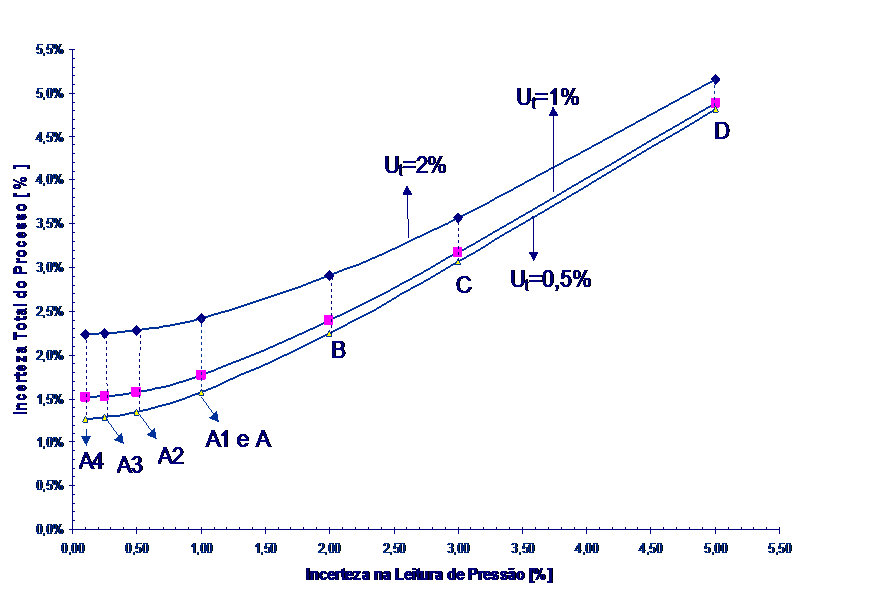 5,5%
5,0%
4,5%
4,0%
3,5%
3,0%
2,5%
2,0%
1,5%
1,0%
0,5%
0,0%
Incerteza Total do Processo [ % ]
Ut=1%
Ut=2%
D
C
Ut=0,5%
B
A1 e A
A2
A3
A4
0,00 0,50 1,00 1,50 2,00 2,50 3,00 3,50 4,00 4,50 5,00 5,50
Incerteza na Leitura de Pressão [%]